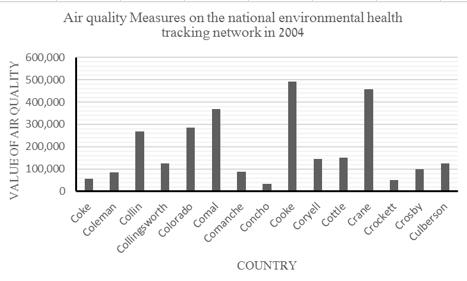 Air quality Measures on the national environmental health
tracking network in 2004
VALUE OF AIR QUALITY
600,000
500,000
400,000
300,000
200,000
100,000
0
Coke
Coleman
Collin
Collingsworth
Colorado
Comal
Comanche
Concho
Cooke
Coryell
Cottle
Crane
Crockett
Crosby
Culberson
COUNTRY